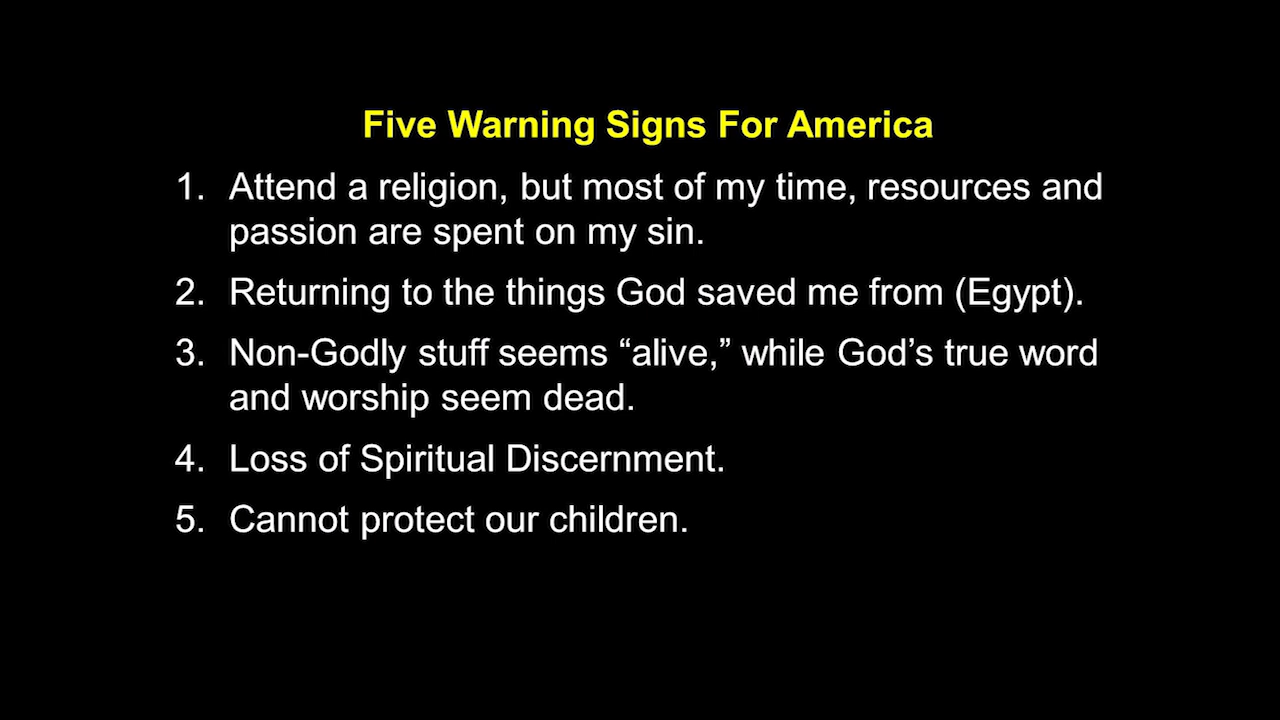 Five Warning Signs For America
1. Attend a religion, but most of my time, resources and
passion are spent on my sin.
2. Returning to the things God saved me from (Egypt).
3. Non-Godly stuff seems “alive,” while God’s true word
and worship seem dead.
4. Loss of Spiritual Discernment.
5. Cannot protect our children.